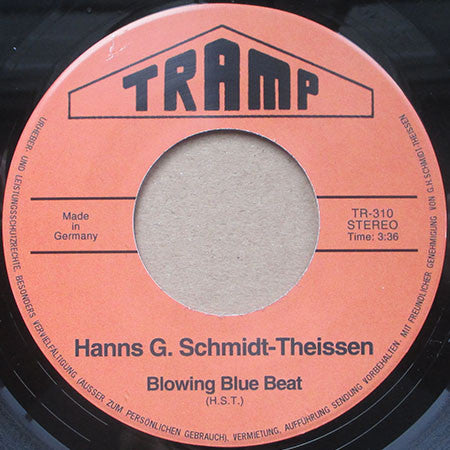 TRAMP
Made in
Germany
TR-310
STEREO
Time: 3:36
Hanns G. Schmidt-Theissen
Blowing Blue Beat
(H.S.T.)
URHEBER- UND LEISTUNGSSCHUTZRECHTE, BESONDERS VERVIELFÄLTIGUNG (AUSSER ZUM PERSÖNLICHEN GEBRAUCH), VERMIETUNG, AUFFÜHRUNG SENDUNG VORBEHALTEN. MIT FREUNDLICHER GENEHMIGUNG VON G.H.SCHMIDT-THEISSEN